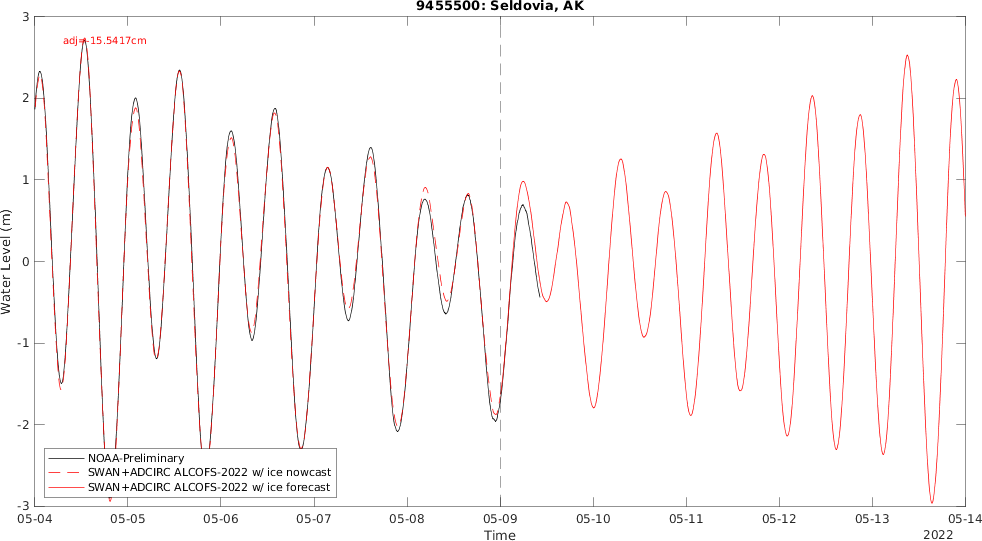 9455500: Seldovia, AK
adj=-15.5417cm
Water Level (m)
3
2
1
0
-1
-2
-3
NOAA-Preliminary
SWAN+ADCIRC ALCOFS-2022 w/ ice nowcast
SWAN+ADCIRC ALCOFS-2022 w/ ice forecast
05-04 05-05 05-06 05-07 05-08 05-09 05-10 05-11 05-12 05-13 05-14
Time
2022